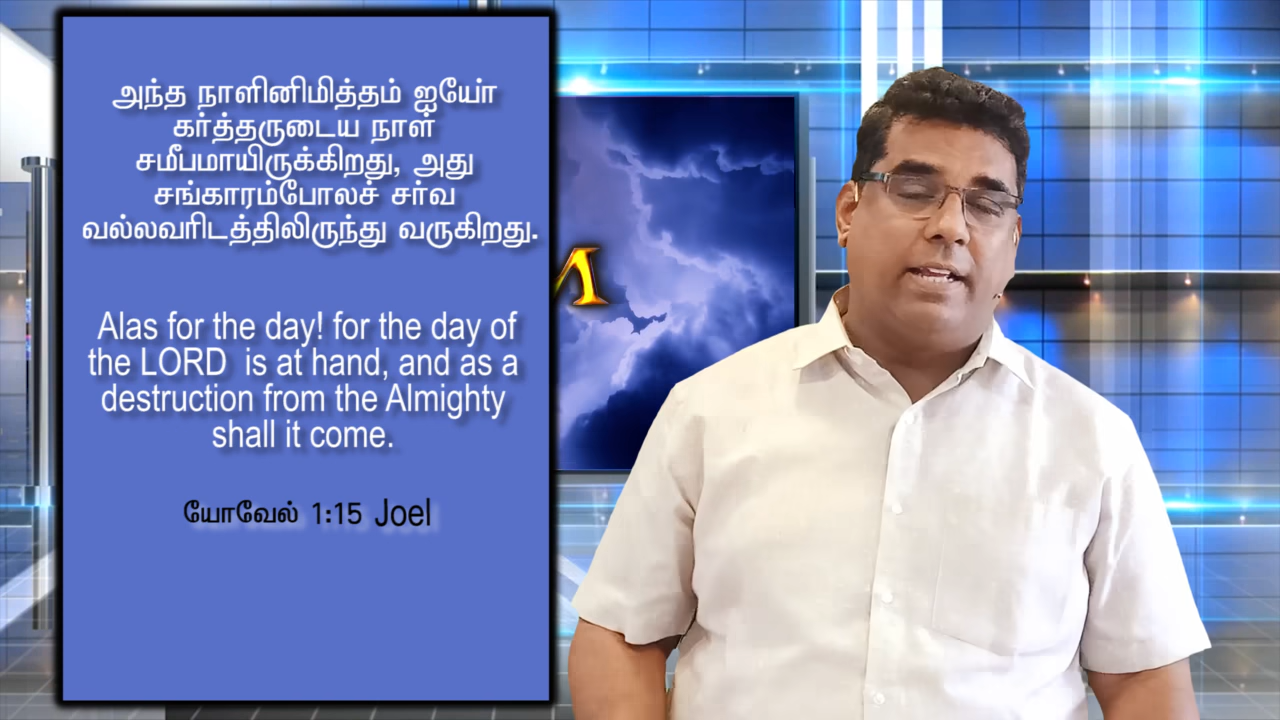 அந்த நாளினிமித்தம் ஐயோ
கர்த்தருடைய நாள்
சமீபமாயிருக்கிறது, அது
சங்காரம்போலச் சர்வ
வல்லவரிடத்திலிருந்து வருகிறது.
Alas for the day! for the day of
the LORD is at hand, and as a
destruction from the Almighty
shall it come.
யோவேல் 1:15 Joel